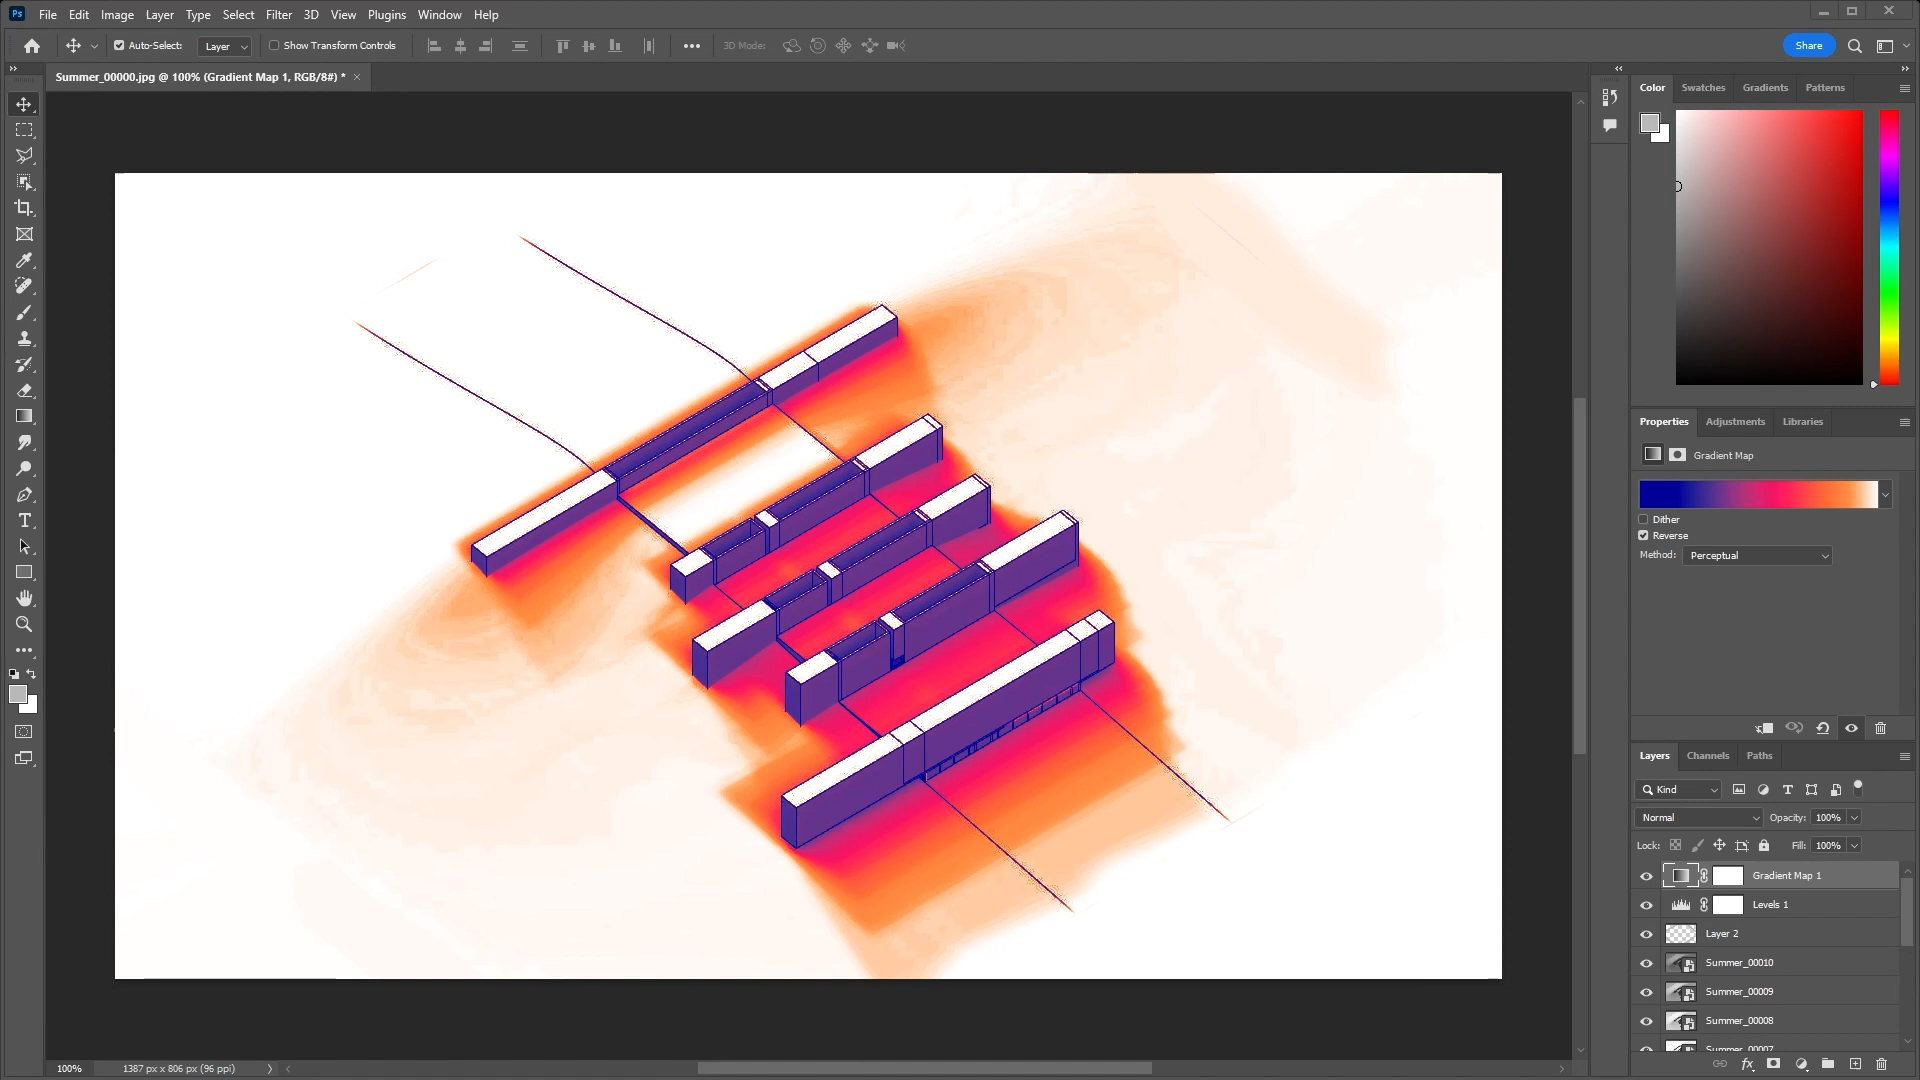 Ps File Edit Image Layer Type Select Filter 3D View Plugins Window Help
Auto-Select: Layer Show Transform Controls 3D Mode: Share
Summer_00000.jpg @ 100% (Gradient Map 1, RGB/8#) *
Color Swatches Gradients Patterns
Properties Adjustments Libraries
Gradient Map
Dither
Reverse
Method: Perceptual
Layers Channels Paths
Kind
Normal Opacity: 100%
Lock: Fill: 100%
Gradient Map 1
Levels 1
Layer 2
Summer_00010
Summer_00009
Summer_00008
Summer_00007
100% 1387 px x 806 px (96 ppi)